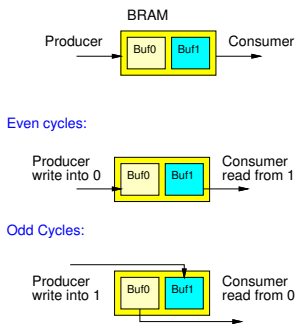 BRAM
Producer Buf0 Buf1 Consumer
Even cycles:
Producer Consumer
write into 0 Buf0 Buf1 read from 1
Odd Cycles:
Producer Consumer
write into 1 Buf0 Buf1 read from 0